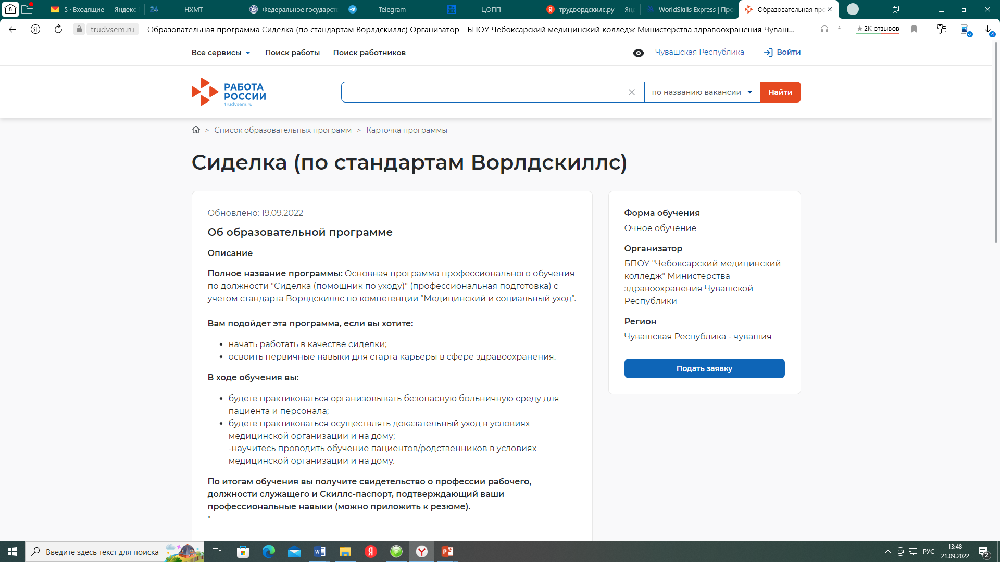 8
5 · Входящие — Яндекс
24
НХМТ
Федеральное государст
Telegram
ЦОПП
Я
трудвордскилс.ру — Ян
WorldSkills Express | Про
Образовательная про
Я
trudvsem.ru
Образовательная программа Сиделка (по стандартам Ворлдскиллс) Организатор - БПОУ Чебоксарский медицинский колледж Министерства здравоохранения Чуваш...
★2К отзывов
4
Все сервисы
Поиск работы
Поиск работников
Чувашская Республика
Войти
РАБОТА
РОССИИ
trudvsem.ru
по названию вакансии
Найти
> Список образовательных программ > Карточка программы
Сиделка (по стандартам Ворлдскиллс)
Обновлено: 19.09.2022
Об образовательной программе
Описание
Полное название программы: Основная программа профессионального обучения
по должности "Сиделка (помощник по уходу)" (профессиональная подготовка) с
учетом стандарта Ворлдскиллс по компетенции "Медицинский и социальный уход".
Вам подойдет эта программа, если вы хотите:
• начать работать в качестве сиделки;
• освоить первичные навыки для старта карьеры в сфере здравоохранения.
В ходе обучения вы:
• будете практиковаться организовывать безопасную больничную среду для
пациента и персонала;
• будете практиковаться осуществлять доказательный уход в условиях
медицинской организации и на дому;
-научитесь проводить обучение пациентов/родственников в условиях
медицинской организации и на дому.
По итогам обучения вы получите свидетельство о профессии рабочего,
должности служащего и Скиллс-паспорт, подтверждающий ваши
профессиональные навыки (можно приложить к резюме).
"
Форма обучения
Очное обучение
Организатор
БПОУ "Чебоксарский медицинский
колледж" Министерства
здравоохранения Чувашской
Республики
Регион
Чувашская Республика - чувашия
Подать заявку
Введите здесь текст для поиска
W
Я
Y
P
РУС
13:48
21.09.2022
2